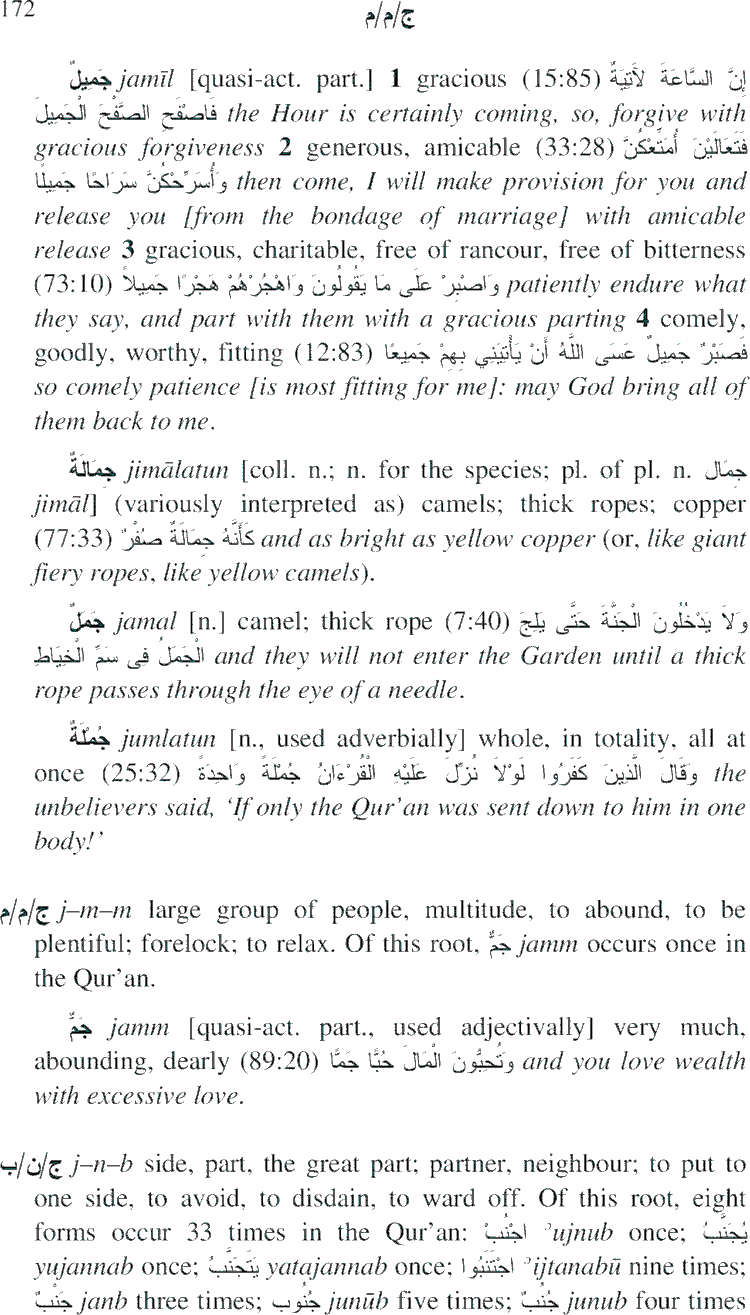 172 ج/م/م
جَمِيلٌ jamīl [quasi-act. part.] 1 gracious (15:85) إِنَّ السَّاعَةَ لَأَتِيَةٌ
فَاصْفَحِ الصَّفْحَ الْجَمِيلَ the Hour is certainly coming, so, forgive with
gracious forgiveness 2 generous, amicable (33:28) فَتَعَالَيْنَ أُمَتِّعْكُنَّ
وَأُسَرِّحْكُنَّ سَرَاحًا جَمِيلًا then come, I will make provision for you and
release you [from the bondage of marriage] with amicable
release 3 gracious, charitable, free of rancour, free of bitterness
(73:10) وَاصْبِرْ عَلَى مَا يَقُولُونَ وَاهْجُرْهُمْ هَجْرًا جَمِيلاً patiently endure what
they say, and part with them with a gracious parting 4 comely,
goodly, worthy, fitting (12:83) فَصَبْرٌ جَمِيلٌ عَسَى اللَّهُ أَنْ يَأْتِيَنِي بِهِمْ جَمِيعًا
so comely patience [is most fitting for me]: may God bring all of
them back to me.
جِمَالَةٌ jimālatun [coll. n.; n. for the species; pl. of pl. n. جِمَال
jimāl] (variously interpreted as) camels; thick ropes; copper
(77:33) كَأَنَّهُ جِمَالَةٌ صُفْرٌ and as bright as yellow copper (or, like giant
fiery ropes, like yellow camels).
جَمَلٌ jamal [n.] camel; thick rope (7:40) وَلاَ يَدْخُلُونَ الْجَنَّةَ حَتَّى يَلِجَ
الْجَمَلُ فِى سَمِّ الْخِيَاطِ and they will not enter the Garden until a thick
rope passes through the eye of a needle.
جُمْلَةٌ jumlatun [n., used adverbially] whole, in totality, all at
once (25:32) وَقَالَ الَّذِينَ كَفَرُوا لَوْلاَ نُزِّلَ عَلَيْهِ الْقُرْءَانُ جُمْلَةً وَاحِدَةً the
unbelievers said, ‘If only the Qur’an was sent down to him in one
body!’
ج/م/م j–m–m large group of people, multitude, to abound, to be
plentiful; forelock; to relax. Of this root, جَمٌّ jamm occurs once in
the Qur’an.
جَمٌّ jamm [quasi-act. part., used adjectivally] very much,
abounding, dearly (89:20) وَتُحِبُّونَ الْمَالَ حُبًّا جَمًّا and you love wealth
with excessive love.
ج/ن/ب j–n–b side, part, the great part; partner, neighbour; to put to
one side, to avoid, to disdain, to ward off. Of this root, eight
forms occur 33 times in the Qur’an: اجْنُبْ ʾujnub once; يُجَنَّبُ
yujannab once; يَتَجَنَّبُ yatajannab once; اجْتَنَبُوا ʾijtanabū nine times;
جَنْبٌ janb three times; جُنُوب junūb five times; جُنُبٌ junub four times